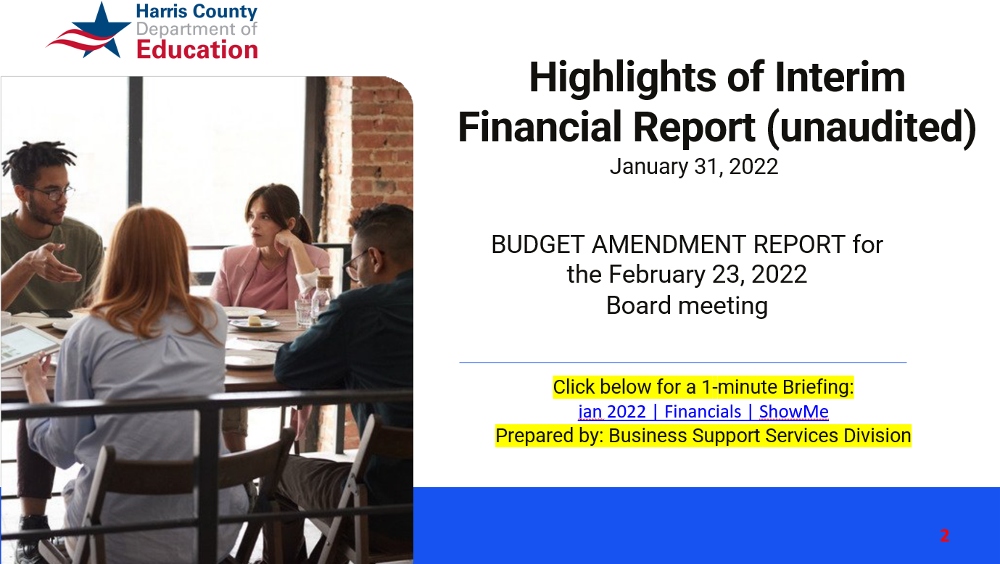 Harris County
Department of
Education
Highlights of Interim
Financial Report (unaudited)
January 31, 2022
BUDGET AMENDMENT REPORT for
the February 23, 2022
Board meeting
Click below for a 1-minute Briefing:
jan 2022 | Financials | ShowMe
Prepared by: Business Support Services Division
2